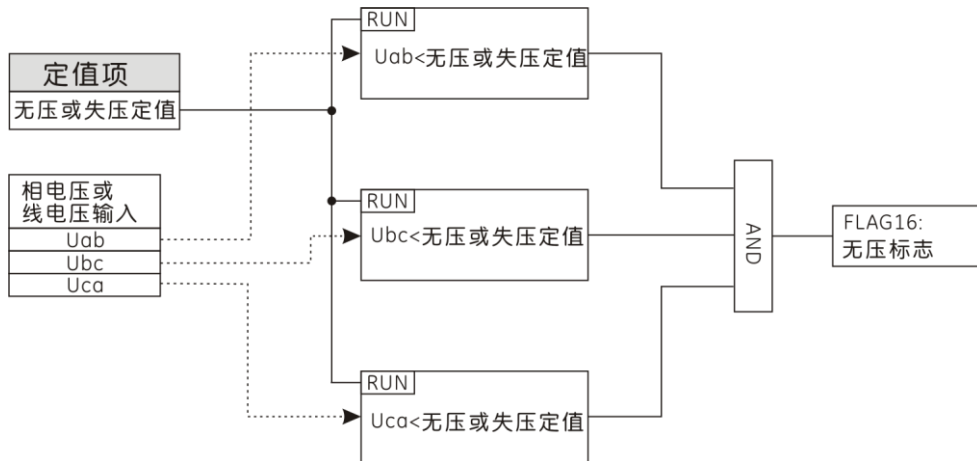 定值项
无压或失压定值
相电压或
线电压输入
Uab
Ubc
Uca
RUN
Uab<无压或失压定值
RUN
Ubc<无压或失压定值
RUN
Uca<无压或失压定值
AND
FLAG16:
无压标志